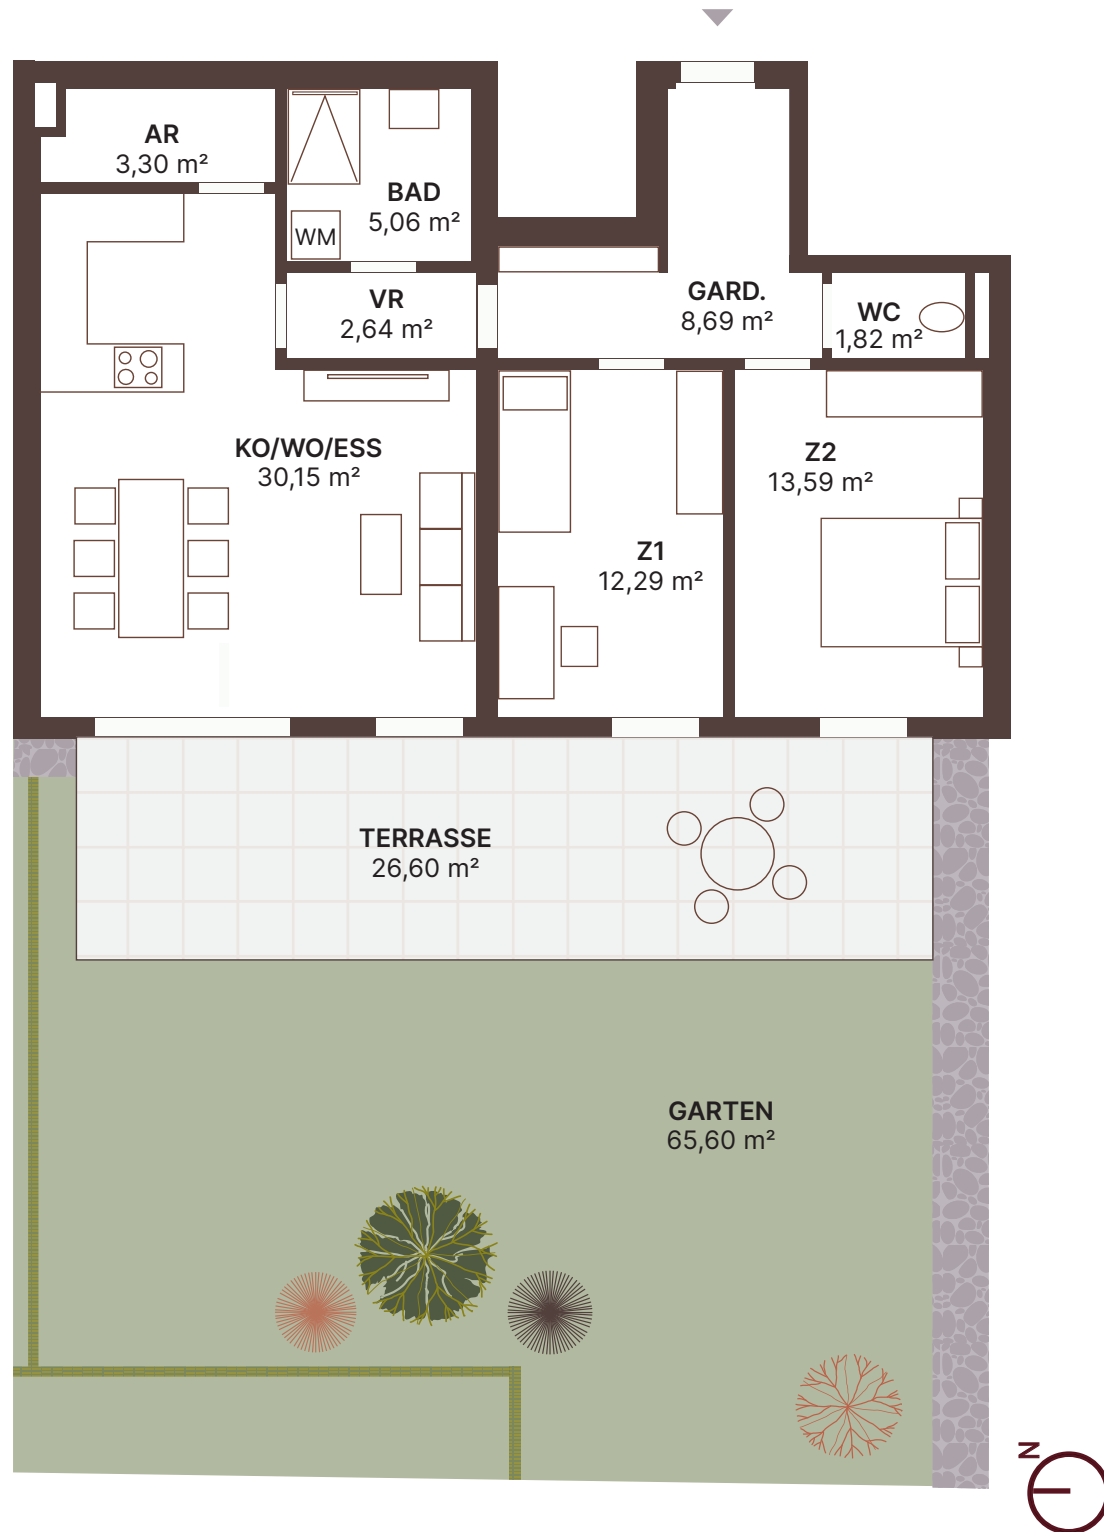 AR
3,30 m²
BAD
5,06 m²
WM
VR
2,64 m²
GARD.
8,69 m²
WC
1,82 m²
KO/WO/ESS
30,15 m²
Z1
12,29 m²
Z2
13,59 m²
TERRASSE
26,60 m²
GARTEN
65,60 m²
N